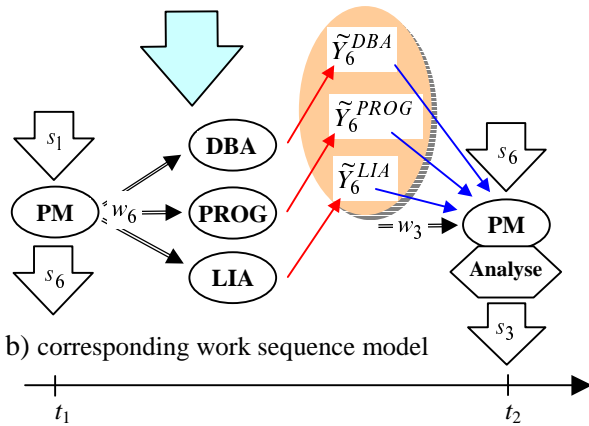 Ỹ₆^DBA
s₁
DBA
Ỹ₆^PROG
s₆
PM
w₆
PROG
Ỹ₆^LIA
= w₃
PM
s₆
LIA
Analyse
b) corresponding work sequence model
s₃
t₁
t₂